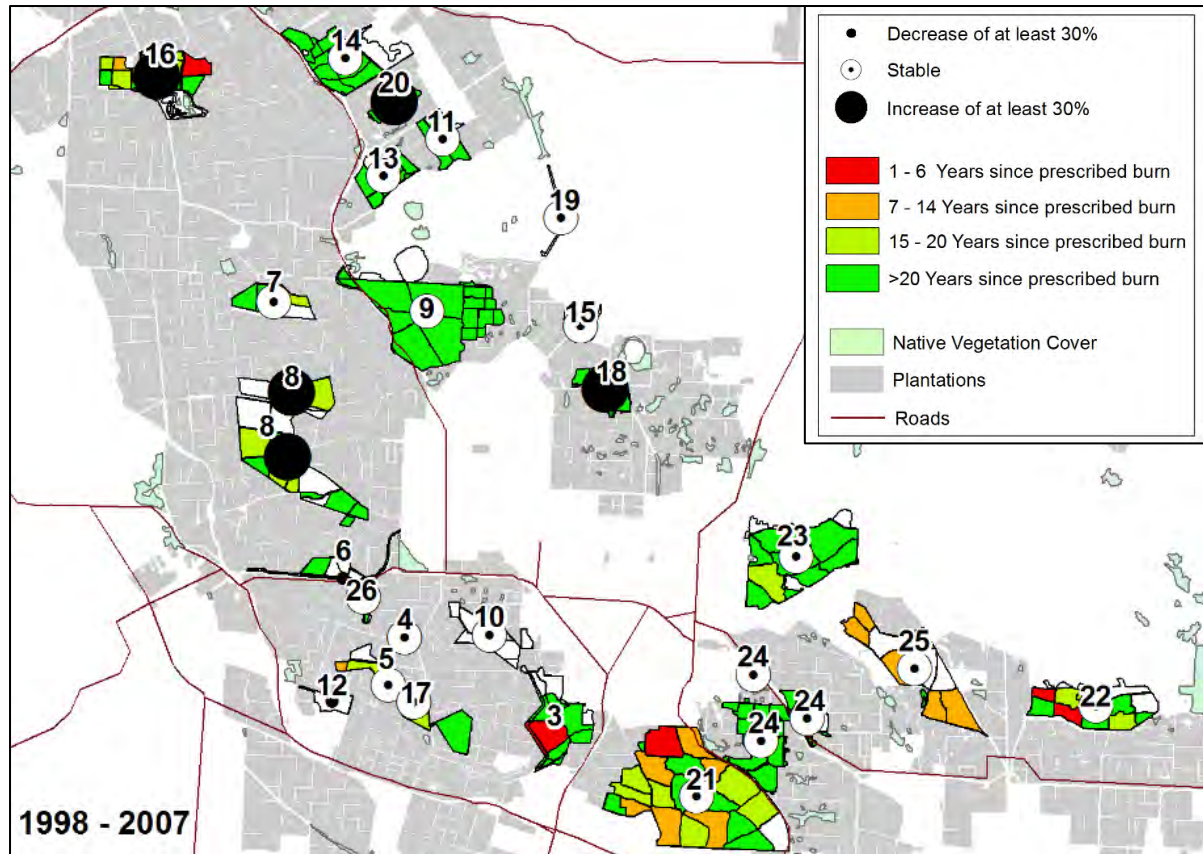 Decrease of at least 30%
Stable
Increase of at least 30%
1 - 6 Years since prescribed burn
7 - 14 Years since prescribed burn
15 - 20 Years since prescribed burn
>20 Years since prescribed burn
Native Vegetation Cover
Plantations
Roads
16
14
20
11
13
19
7
9
15
18
8
8
6
26
4
10
5
12
17
3
23
25
24
24
24
22
21
1998 - 2007